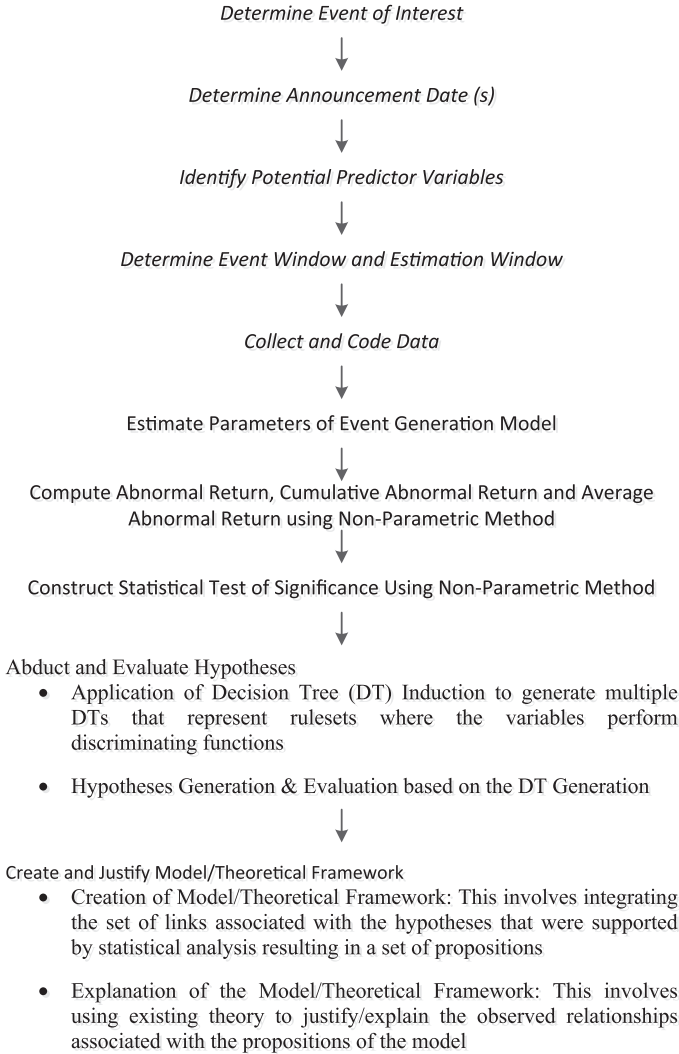 Determine Event of Interest
Determine Announcement Date (s)
Identify Potential Predictor Variables
Determine Event Window and Estimation Window
Collect and Code Data
Estimate Parameters of Event Generation Model
Compute Abnormal Return, Cumulative Abnormal Return and Average
Abnormal Return using Non-Parametric Method
Construct Statistical Test of Significance Using Non-Parametric Method
Abduct and Evaluate Hypotheses
• Application of Decision Tree (DT) Induction to generate multiple
DTs that represent rulesets where the variables perform
discriminating functions
• Hypotheses Generation & Evaluation based on the DT Generation
Create and Justify Model/Theoretical Framework
• Creation of Model/Theoretical Framework: This involves integrating
the set of links associated with the hypotheses that were supported
by statistical analysis resulting in a set of propositions
• Explanation of the Model/Theoretical Framework: This involves
using existing theory to justify/explain the observed relationships
associated with the propositions of the model